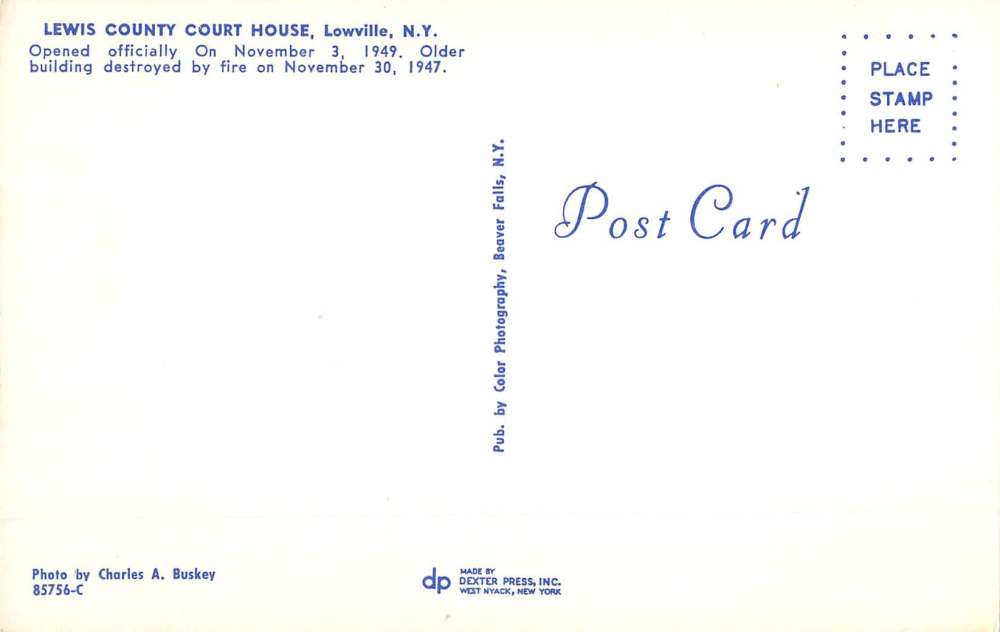 LEWIS COUNTY COURT HOUSE, Lowville, N.Y.
Opened officially On November 3, 1949. Older
building destroyed by fire on November 30, 1947.
PLACE
STAMP
HERE
Pub. by Color Photography, Beaver Falls, N.Y.
Post Card
Photo by Charles A. Buskey
85756-C
dp
MADE BY
DEXTER PRESS, INC.
WEST NYACK, NEW YORK